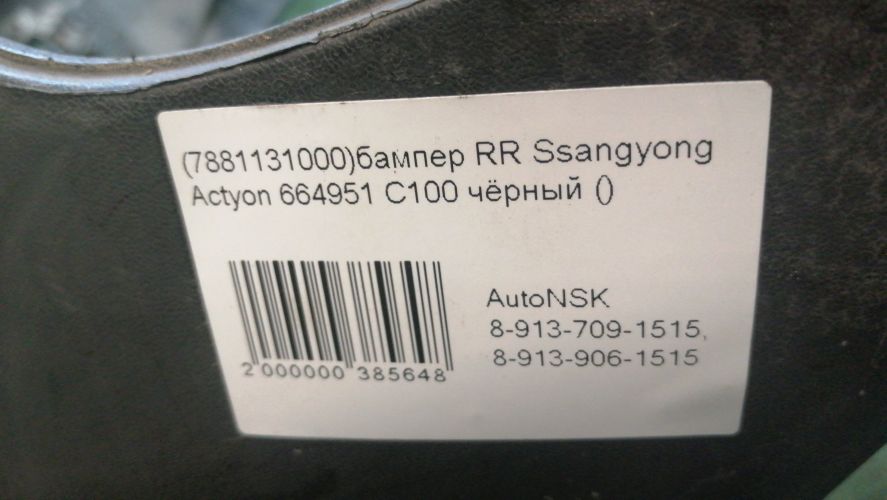 (7881131000)бампер RR Ssangyong
Actyon 664951 C100 чёрный ()
AutoNSK
8-913-709-1515,
8-913-906-1515
2 000000 385648